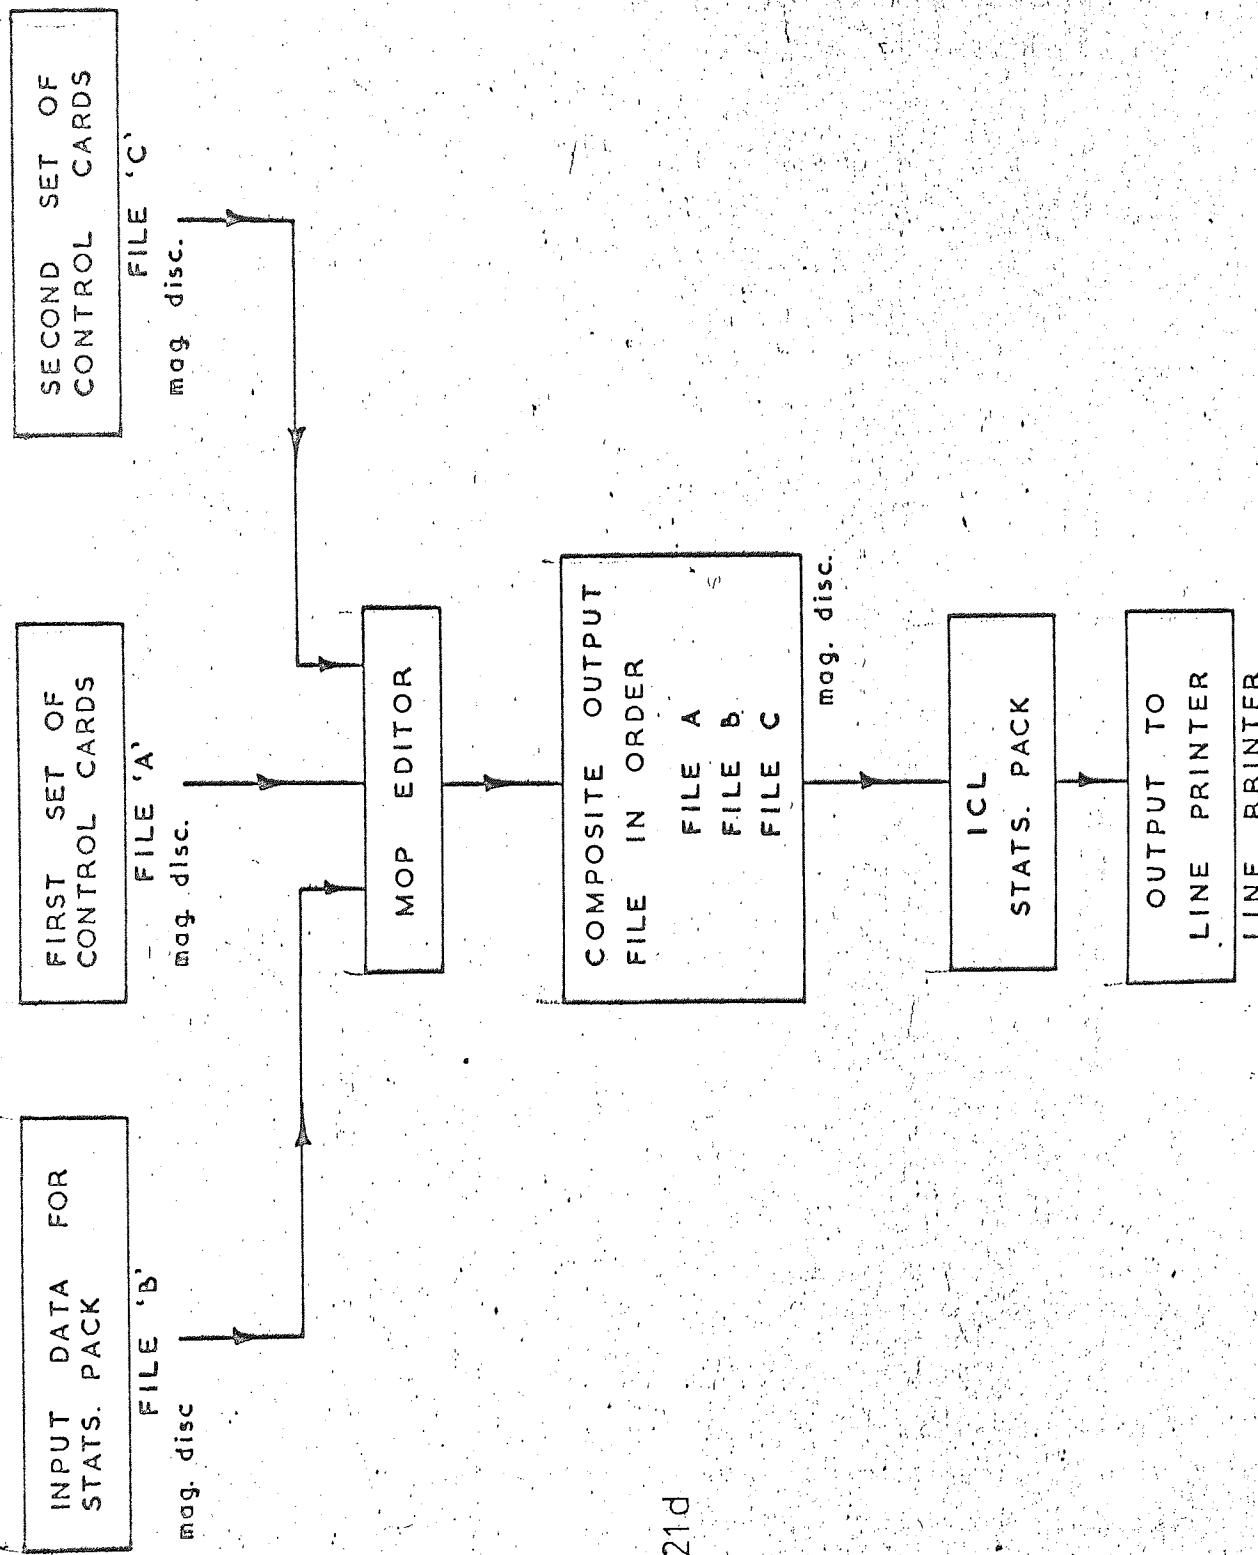 INPUT DATA FOR
STATS. PACK
FILE 'B'
mag. disc
FIRST SET OF
CONTROL CARDS
FILE 'A'
mag. disc.
SECOND SET OF
CONTROL CARDS
FILE 'C'
mag. disc.
MOP EDITOR
COMPOSITE OUTPUT
FILE IN ORDER
FILE A
FILE B
FILE C
mag. disc.
ICL
STATS. PACK
OUTPUT TO
LINE PRINTER
LINE PRINTER
21d